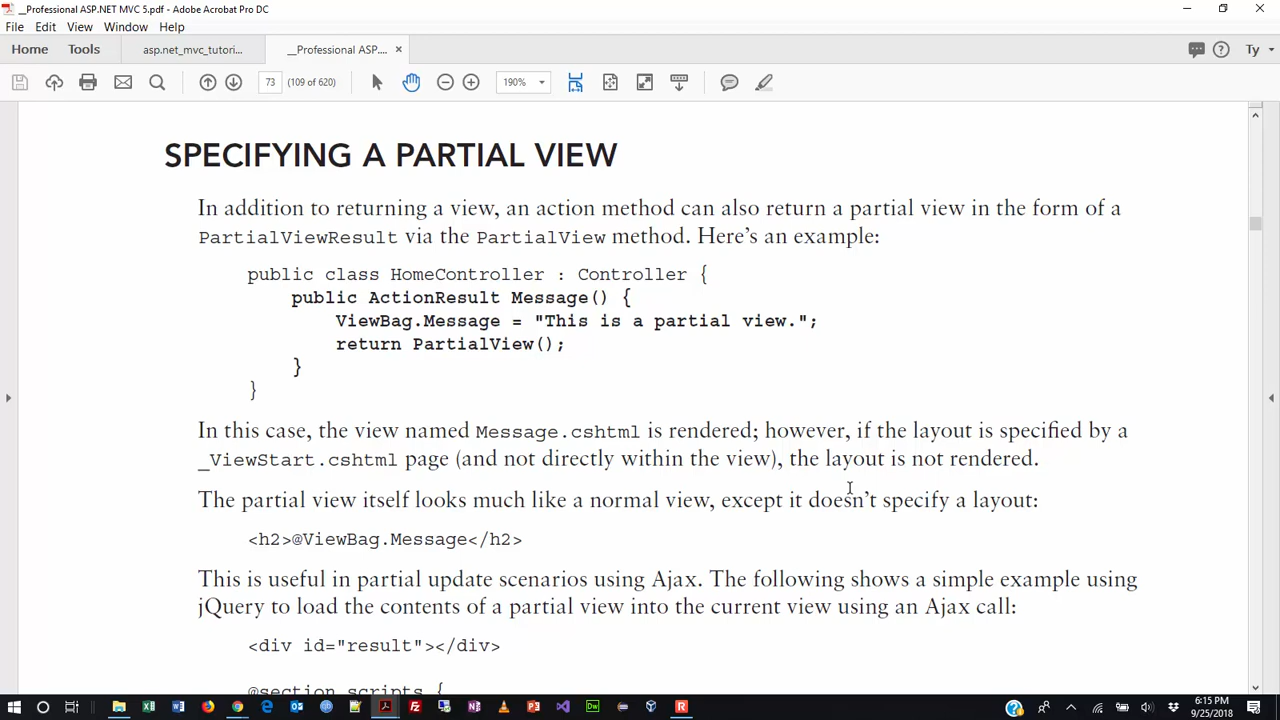 __Professional ASP.NET MVC 5.pdf - Adobe Acrobat Pro DC
File Edit View Window Help
Home Tools asp.net_mvc_tutori... __Professional ASP.... ×
73 (109 of 620) 190% Ty
SPECIFYING A PARTIAL VIEW
In addition to returning a view, an action method can also return a partial view in the form of a
PartialViewResult via the PartialView method. Here’s an example:
public class HomeController : Controller {
public ActionResult Message() {
ViewBag.Message = "This is a partial view.";
return PartialView();
}
}
In this case, the view named Message.cshtml is rendered; however, if the layout is specified by a
_ViewStart.cshtml page (and not directly within the view), the layout is not rendered.
The partial view itself looks much like a normal view, except it doesn’t specify a layout:
<h2>@ViewBag.Message</h2>
This is useful in partial update scenarios using Ajax. The following shows a simple example using
jQuery to load the contents of a partial view into the current view using an Ajax call:
<div id="result"></div>
@section scripts {
6:15 PM
9/25/2018